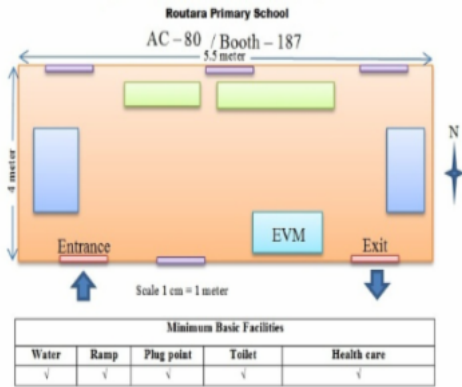 Routara Primary School
AC – 80 / Booth – 187
5.5 meter
4 meter
N
EVM
Entrance
Exit
Scale 1 cm = 1 meter
Minimum Basic Facilities
Water Ramp Plug point Toilet Health care
√ √ √ √ √